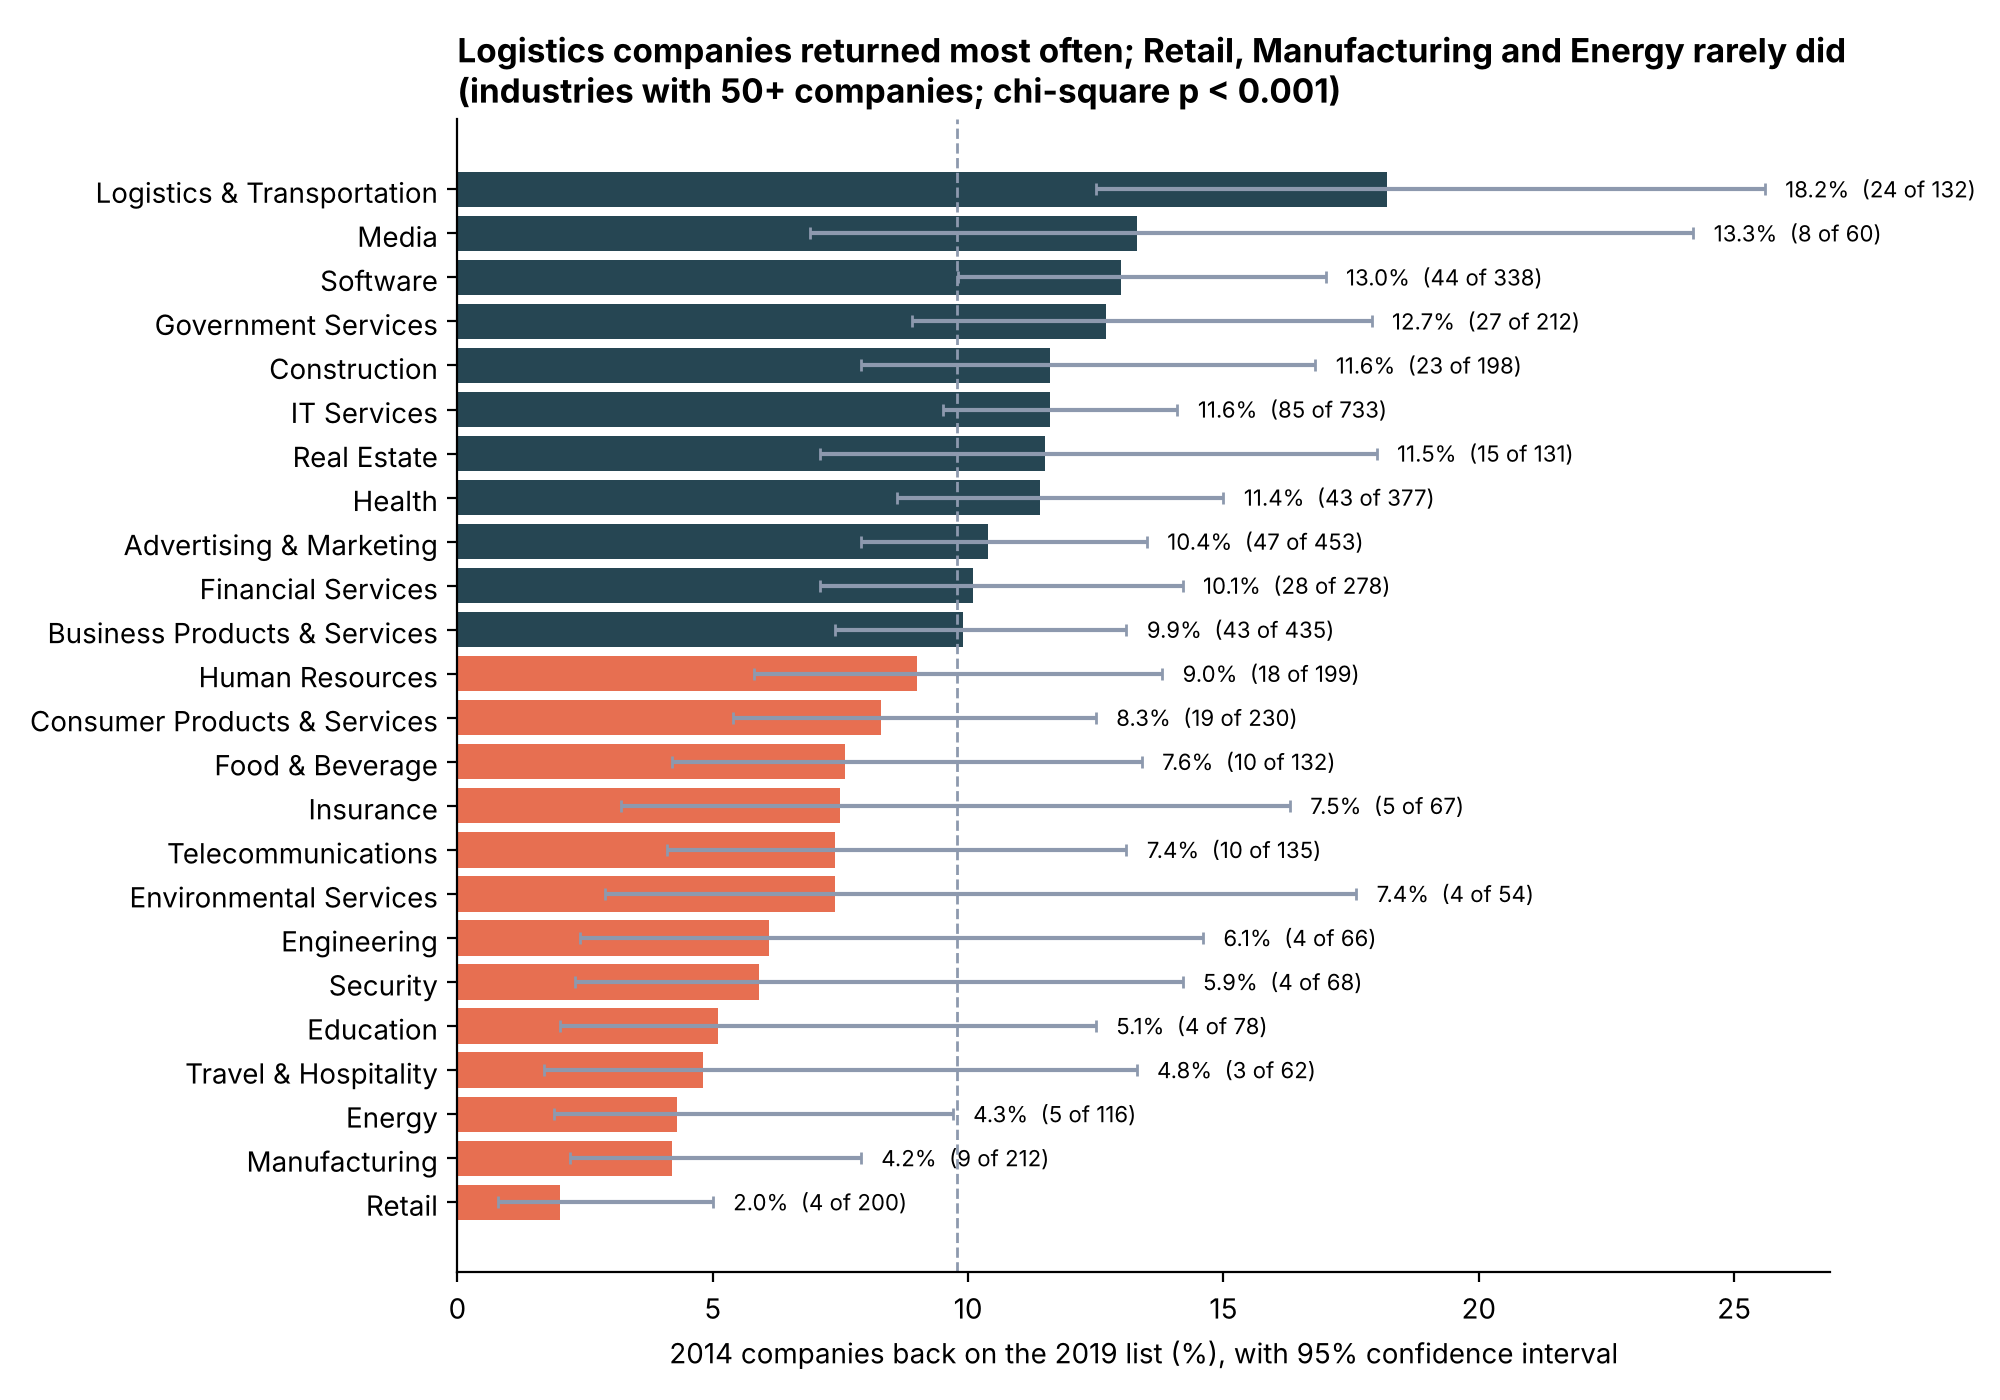 Logistics companies returned most often; Retail, Manufacturing and Energy rarely did
(industries with 50+ companies; chi-square p < 0.001)
Logistics & Transportation 18.2% (24 of 132)
Media 13.3% (8 of 60)
Software 13.0% (44 of 338)
Government Services 12.7% (27 of 212)
Construction 11.6% (23 of 198)
IT Services 11.6% (85 of 733)
Real Estate 11.5% (15 of 131)
Health 11.4% (43 of 377)
Advertising & Marketing 10.4% (47 of 453)
Financial Services 10.1% (28 of 278)
Business Products & Services 9.9% (43 of 435)
Human Resources 9.0% (18 of 199)
Consumer Products & Services 8.3% (19 of 230)
Food & Beverage 7.6% (10 of 132)
Insurance 7.5% (5 of 67)
Telecommunications 7.4% (10 of 135)
Environmental Services 7.4% (4 of 54)
Engineering 6.1% (4 of 66)
Security 5.9% (4 of 68)
Education 5.1% (4 of 78)
Travel & Hospitality 4.8% (3 of 62)
Energy 4.3% (5 of 116)
Manufacturing 4.2% (9 of 212)
Retail 2.0% (4 of 200)
0 5 10 15 20 25
2014 companies back on the 2019 list (%), with 95% confidence interval